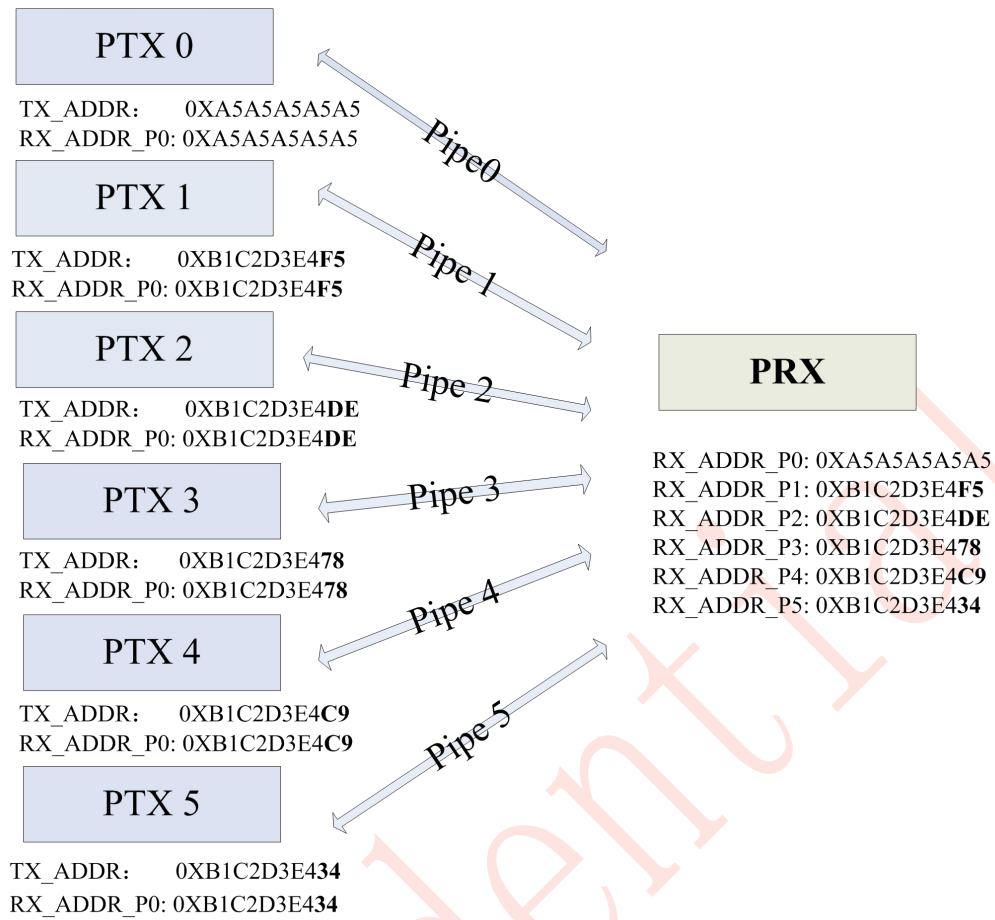 PTX 0
TX_ADDR： 0XA5A5A5A5A5
RX_ADDR_P0: 0XA5A5A5A5A5
PTX 1
TX_ADDR： 0XB1C2D3E4F5
RX_ADDR_P0: 0XB1C2D3E4F5
PTX 2
TX_ADDR： 0XB1C2D3E4DE
RX_ADDR_P0: 0XB1C2D3E4DE
PTX 3
TX_ADDR： 0XB1C2D3E478
RX_ADDR_P0: 0XB1C2D3E478
PTX 4
TX_ADDR： 0XB1C2D3E4C9
RX_ADDR_P0: 0XB1C2D3E4C9
PTX 5
TX_ADDR： 0XB1C2D3E434
RX_ADDR_P0: 0XB1C2D3E434
Pipe0
Pipe 1
Pipe 2
Pipe 3
Pipe 4
Pipe 5
PRX
RX_ADDR_P0: 0XA5A5A5A5A5
RX_ADDR_P1: 0XB1C2D3E4F5
RX_ADDR_P2: 0XB1C2D3E4DE
RX_ADDR_P3: 0XB1C2D3E478
RX_ADDR_P4: 0XB1C2D3E4C9
RX_ADDR_P5: 0XB1C2D3E434